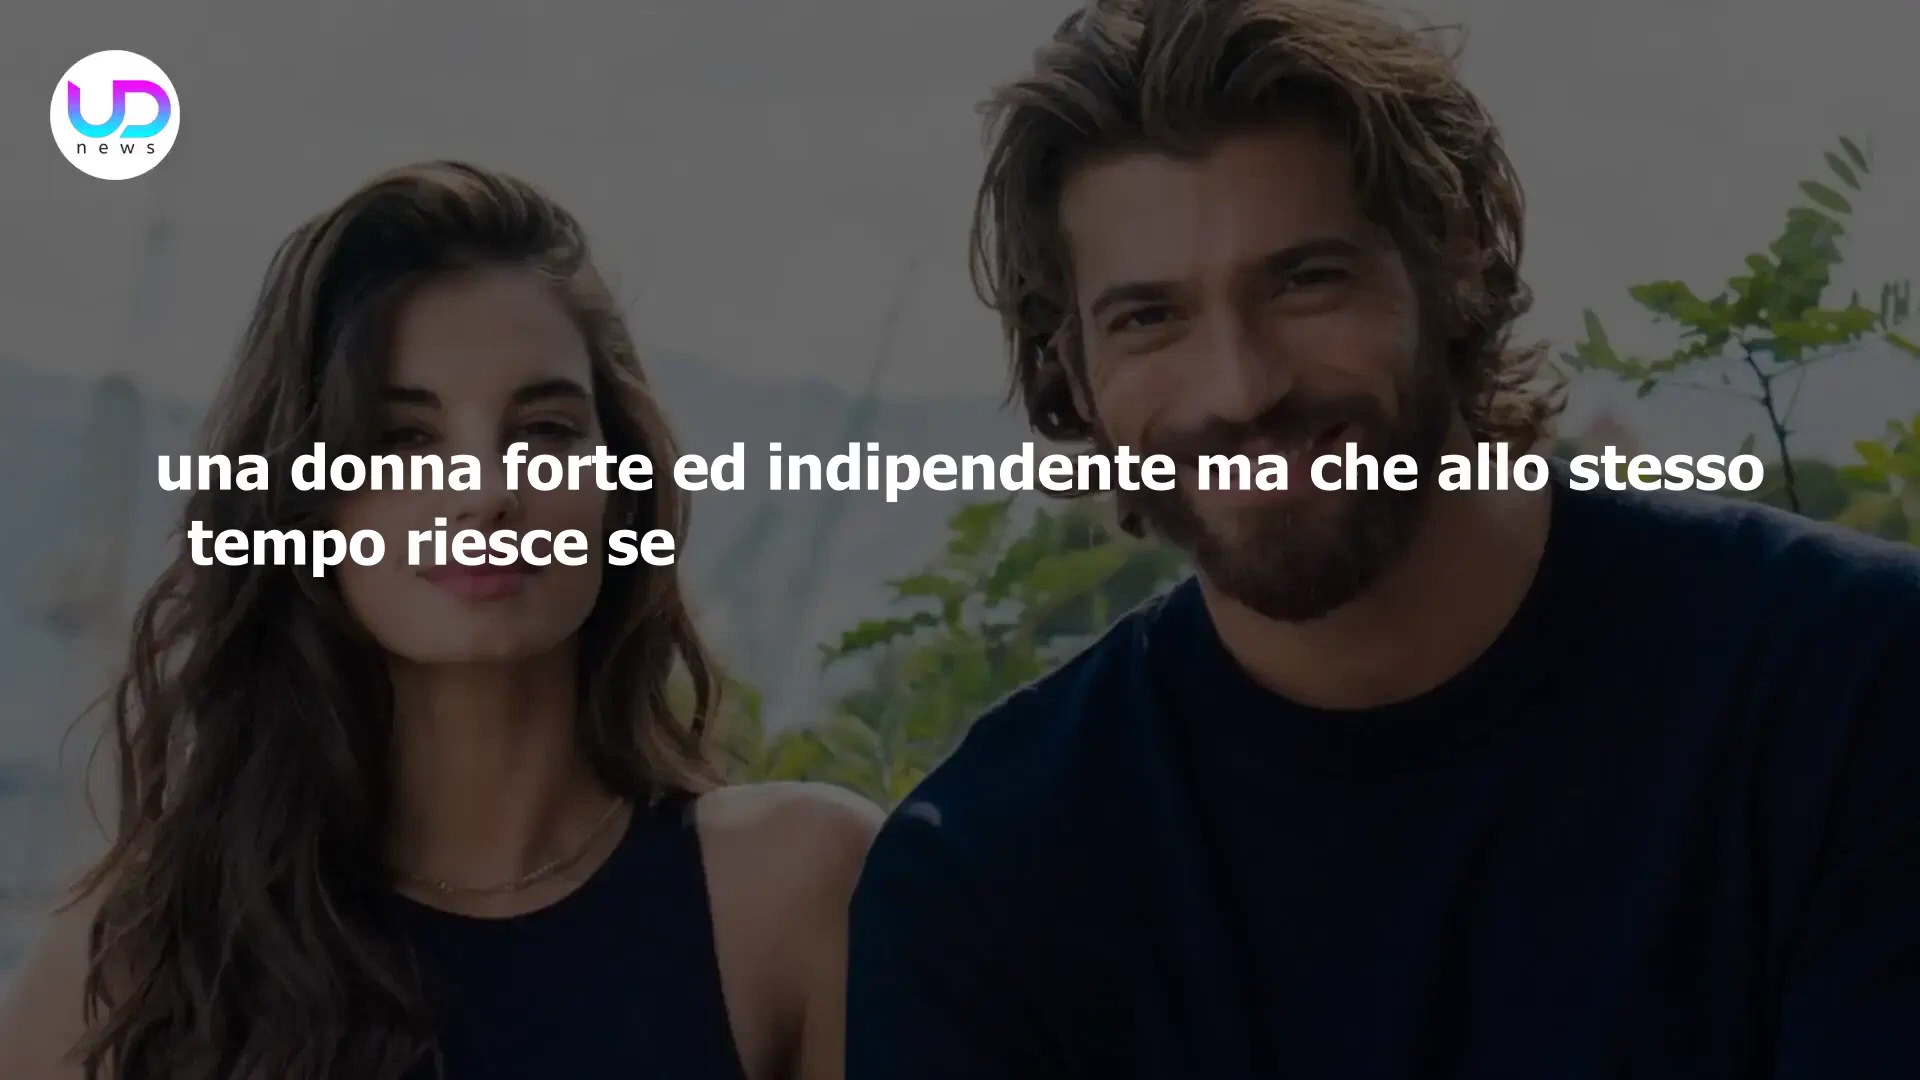 UD
news
una donna forte ed indipendente ma che allo stesso
tempo riesce se